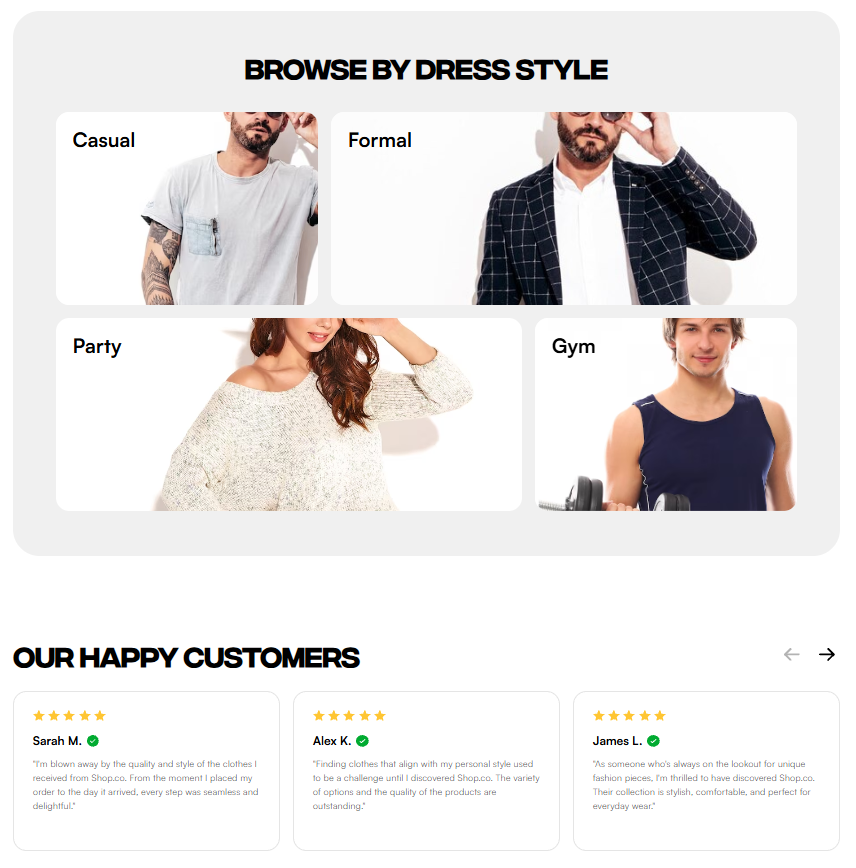 BROWSE BY DRESS STYLE
Casual
Formal
Party
Gym
OUR HAPPY CUSTOMERS
Sarah M.
"I'm blown away by the quality and style of the clothes I
received from Shop.co. From the moment I placed my
order to the day it arrived, every step was seamless and
delightful."
Alex K.
"Finding clothes that align with my personal style used
to be a challenge until I discovered Shop.co. The variety
of options and the quality of the products are
outstanding."
James L.
"As someone who's always on the lookout for unique
fashion pieces, I'm thrilled to have discovered Shop.co.
Their collection is stylish, comfortable, and perfect for
everyday wear."